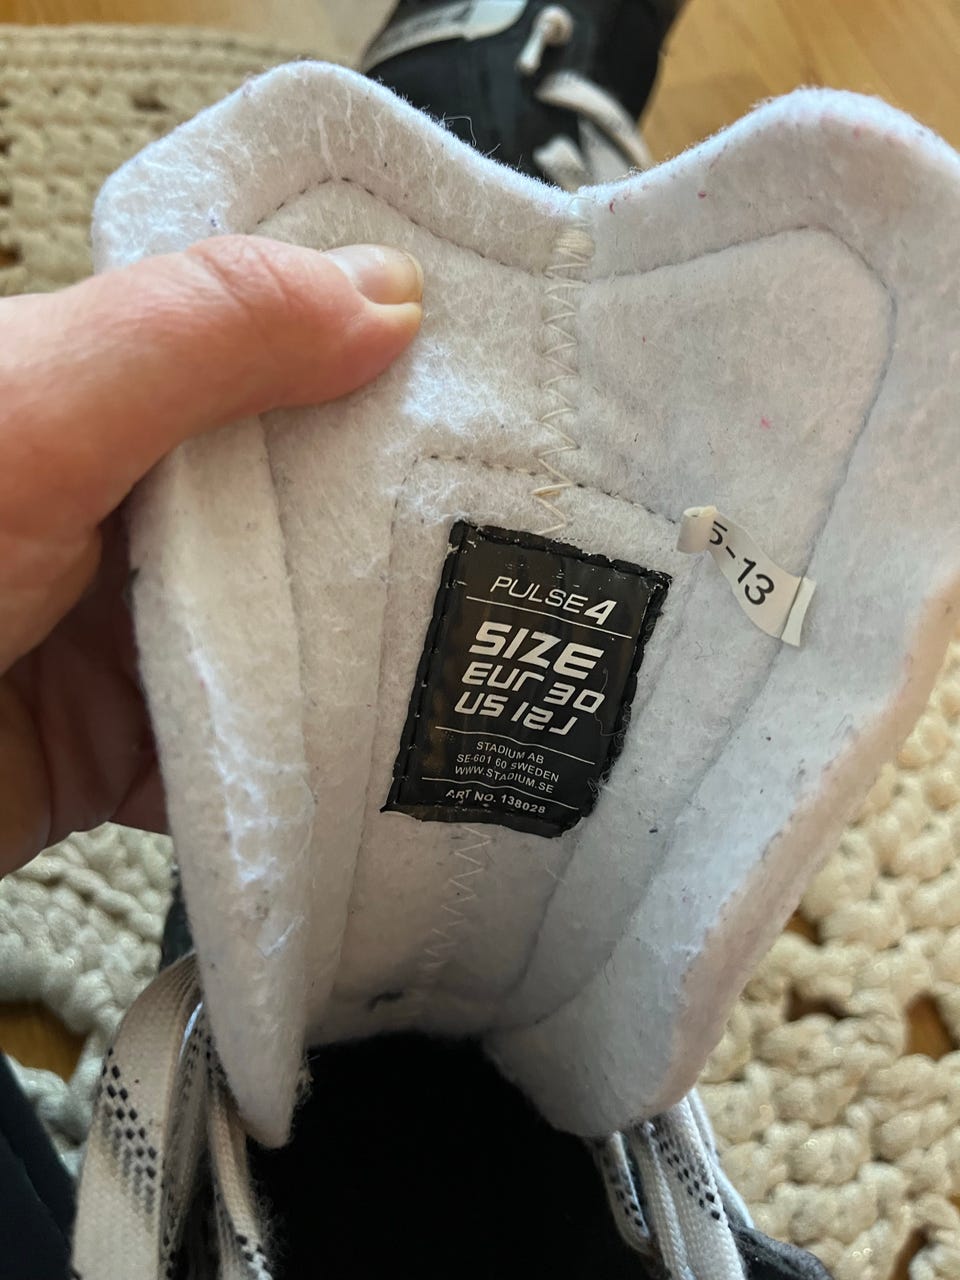 PULSE4
SIZE
EUR 30
US 12J
STADIUM AB
SE-601 60 SWEDEN
WWW.STADIUM.SE
ART NO. 138028
5-13